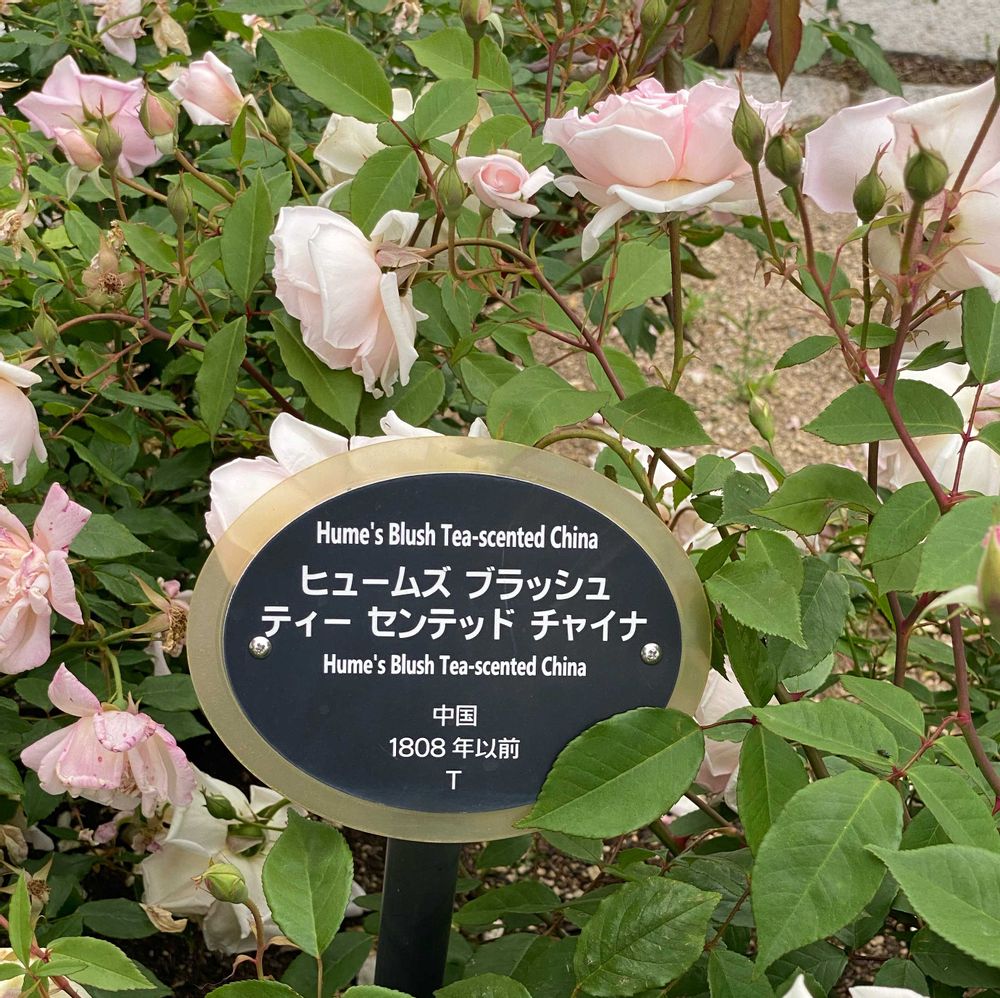 Hume's Blush Tea-scented China
ヒュームズ ブラッシュ
ティー センテッド チャイナ
Hume's Blush Tea-scented China
中国
1808 年以前
T